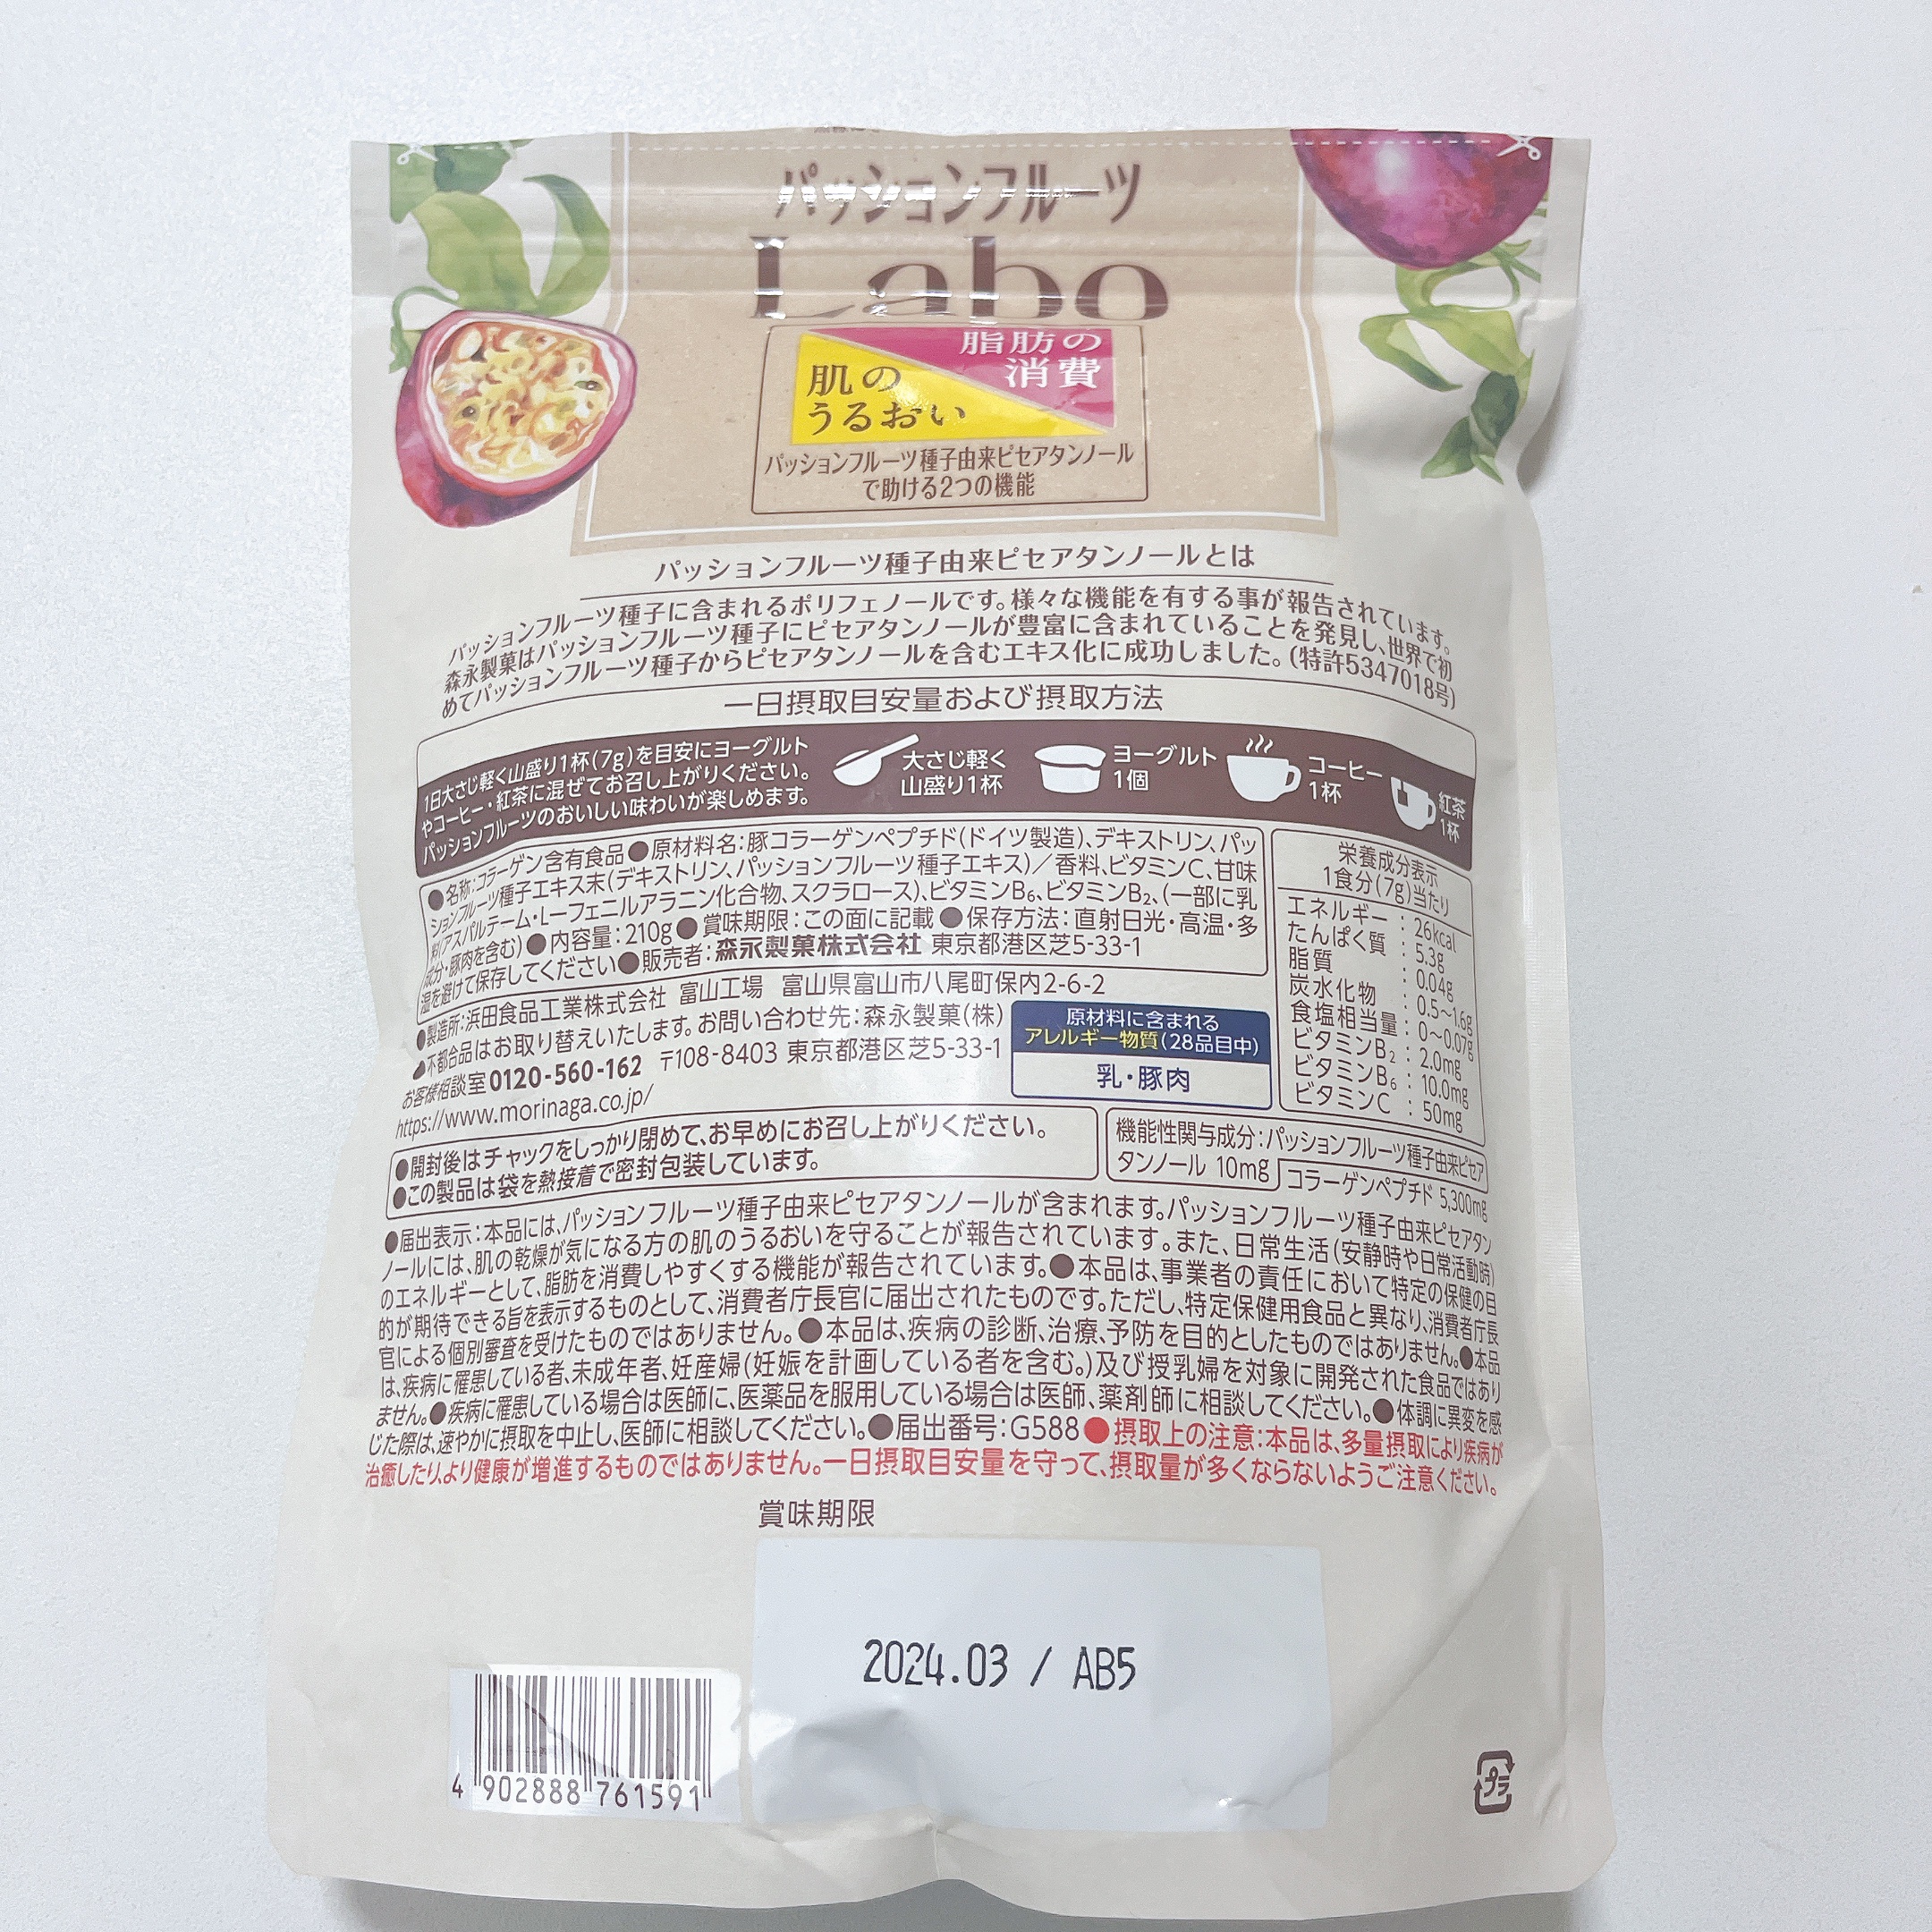 パッションフルーツ
Labo
脂肪の
消費
肌の
うるおい
パッションフルーツ種子由来ピセアタンノール
で助ける2つの機能
パッションフルーツ種子由来ピセアタンノールとは
パッションフルーツ種子に含まれるポリフェノールです。様々な機能を有する事が報告されています。
森永製菓はパッションフルーツ種子にピセアタンノールが豊富に含まれていることを発見し、世界で初
めてパッションフルーツ種子からピセアタンノールを含むエキス化に成功しました。(特許5347018号)
一日摂取目安量および摂取方法
1日大さじ軽く山盛り1杯(7g)を目安にヨーグルト
やコーヒー・紅茶に混ぜてお召し上がりください。
パッションフルーツのおいしい味わいが楽しめます。
大さじ軽く
山盛り1杯
ヨーグルト
1個
コーヒー
1杯
紅茶
1杯
●名称:コラーゲン含有食品●原材料名:豚コラーゲンペプチド(ドイツ製造)、デキストリン、パッ
ションフルーツ種子エキス末(デキストリン、パッションフルーツ種子エキス)／香料、ビタミンC、甘味
料(アスパルテーム・L-フェニルアラニン化合物、スクラロース)、ビタミンB₆、ビタミンB₂、(一部に乳
成分・豚肉を含む)●内容量:210g●賞味期限:この面に記載●保存方法:直射日光・高温・多
湿を避けて保存してください●販売者:森永製菓株式会社 東京都港区芝5-33-1
●製造所:浜田食品工業株式会社 富山工場 富山県富山市八尾町保内2-6-2
●不都合品はお取り替えいたします。お問い合わせ先:森永製菓(株)
お客様相談室0120-560-162 〒108-8403 東京都港区芝5-33-1
https://www.morinaga.co.jp/
原材料に含まれる
アレルギー物質(28品目中)
乳・豚肉
栄養成分表示
1食分(7g)当たり
エネルギー : 26kcal
たんぱく質 : 5.3g
脂質 : 0.04g
炭水化物 : 0.5～1.6g
食塩相当量 : 0～0.07g
ビタミンB₂ : 2.0mg
ビタミンB₆ : 10.0mg
ビタミンC : 50mg
●開封後はチャックをしっかり閉めて、お早めにお召し上がりください。
●この製品は袋を熱接着で密封包装しています。
機能性関与成分:パッションフルーツ種子由来ピセア
タンノール 10mg
コラーゲンペプチド 5,300mg
●届出表示:本品には、パッションフルーツ種子由来ピセアタンノールが含まれます。パッションフルーツ種子由来ピセアタン
ノールには、肌の乾燥が気になる方の肌のうるおいを守ることが報告されています。また、日常生活(安静時や日常活動時)
のエネルギーとして、脂肪を消費しやすくする機能が報告されています。●本品は、事業者の責任において特定の保健の目
的が期待できる旨を表示するものとして、消費者庁長官に届出されたものです。ただし、特定保健用食品と異なり、消費者庁長
官による個別審査を受けたものではありません。●本品は、疾病の診断、治療、予防を目的としたものではありません。●本品
は、疾病に罹患している者、未成年者、妊産婦(妊娠を計画している者を含む。)及び授乳婦を対象に開発された食品ではあり
ません。●疾病に罹患している場合は医師に、医薬品を服用している場合は医師、薬剤師に相談してください。●体調に異変を感
じた際は、速やかに摂取を中止し、医師に相談してください。●届出番号:G588●摂取上の注意:本品は、多量摂取により疾病が
治癒したり、より健康が増進するものではありません。一日摂取目安量を守って、摂取量が多くならないようご注意ください。
賞味期限
2024.03 / AB5
4 902888 761591
プラ